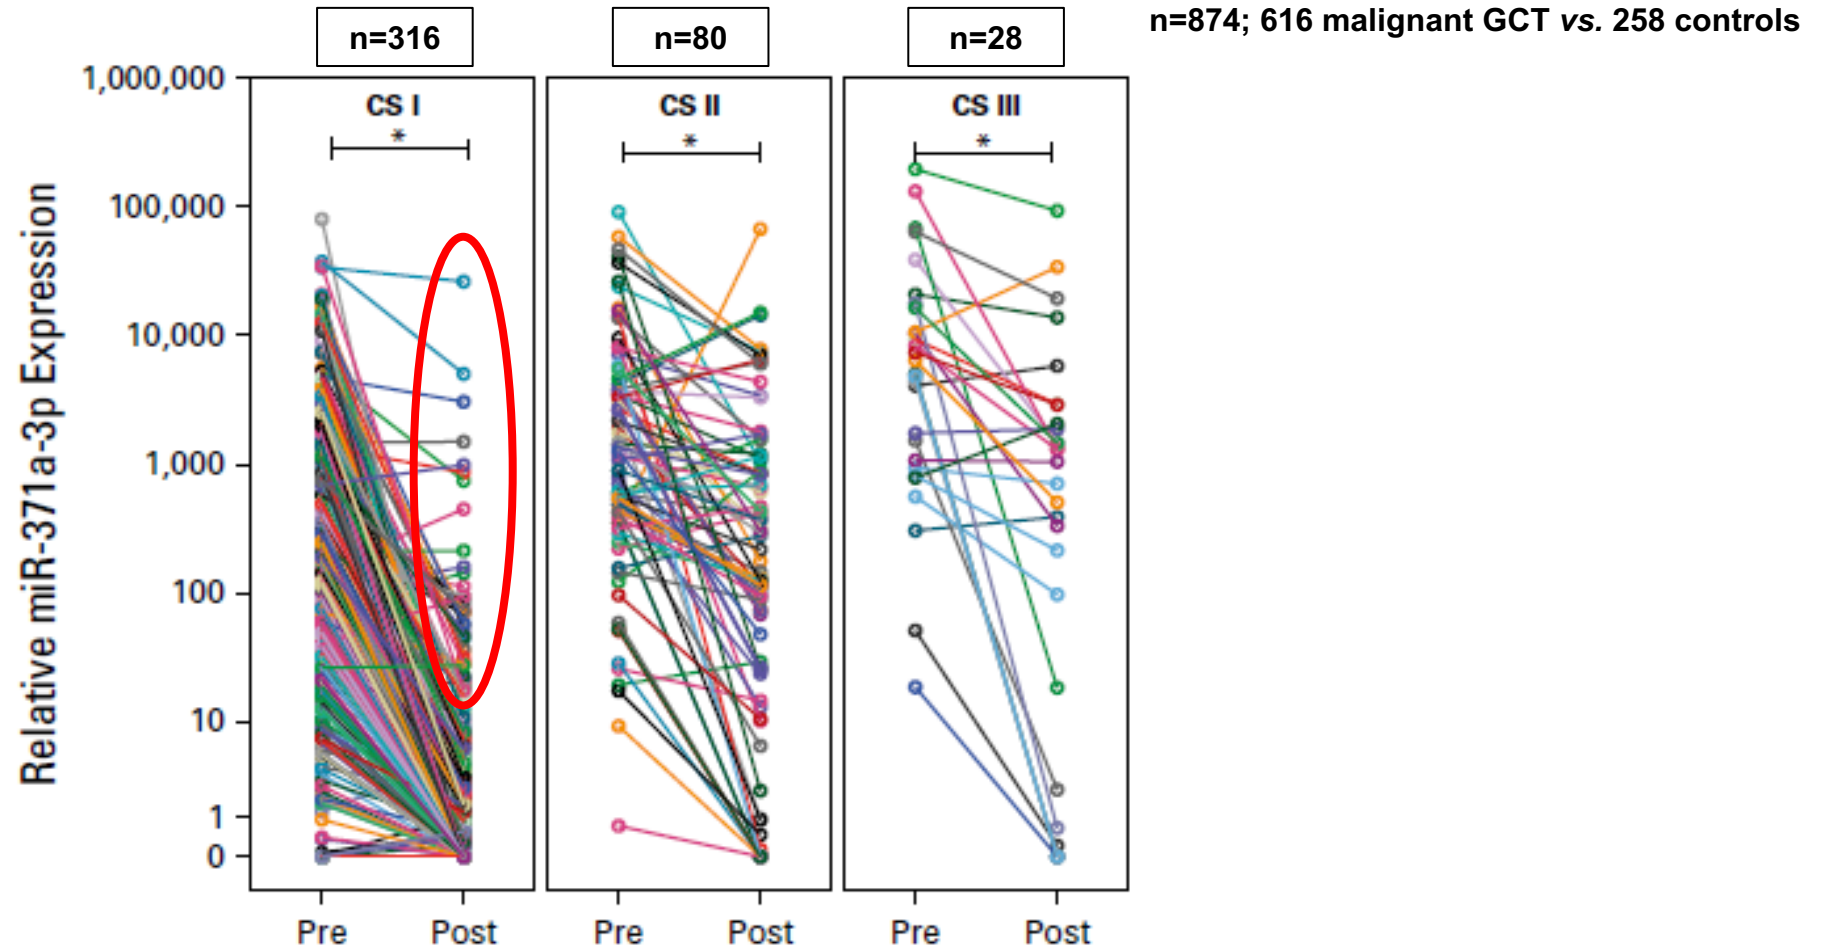 n=316
n=80
n=28
n=874; 616 malignant GCT vs. 258 controls
CS I
CS II
CS III
*
*
*
Relative miR-371a-3p Expression
1,000,000
100,000
10,000
1,000
100
10
1
0
Pre
Post
Pre
Post
Pre
Post